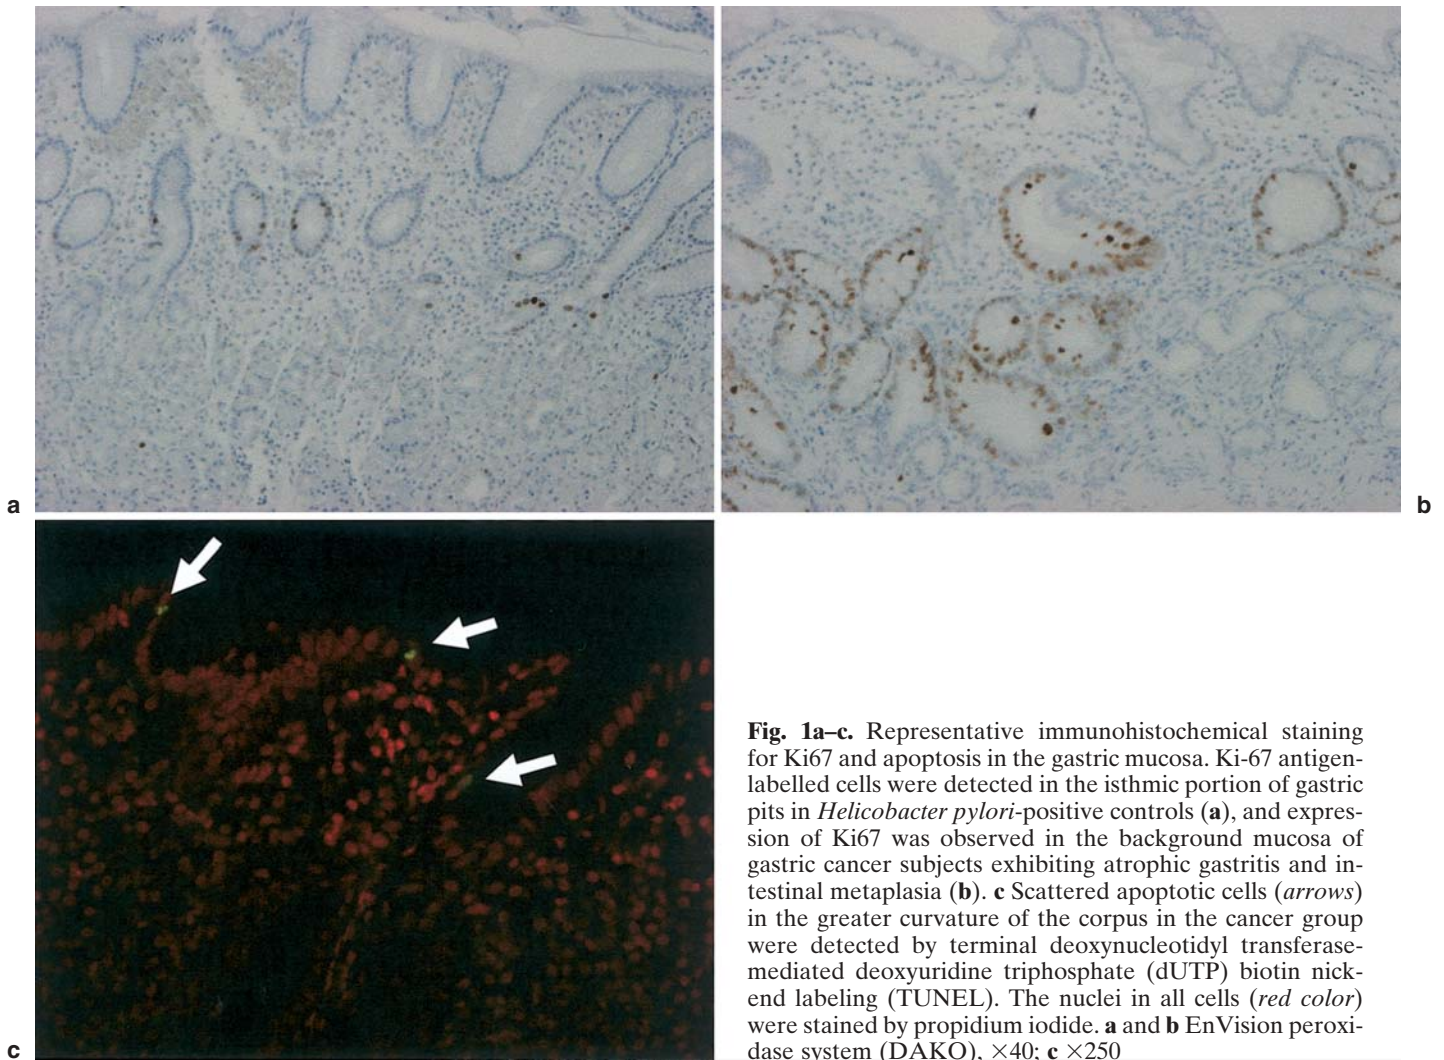 a
b
c
Fig. 1a–c. Representative immunohistochemical staining
for Ki67 and apoptosis in the gastric mucosa. Ki-67 antigen-
labelled cells were detected in the isthmic portion of gastric
pits in Helicobacter pylori-positive controls (a), and expres-
sion of Ki67 was observed in the background mucosa of
gastric cancer subjects exhibiting atrophic gastritis and in-
testinal metaplasia (b). c Scattered apoptotic cells (arrows)
in the greater curvature of the corpus in the cancer group
were detected by terminal deoxynucleotidyl transferase-
mediated deoxyuridine triphosphate (dUTP) biotin nick-
end labeling (TUNEL). The nuclei in all cells (red color)
were stained by propidium iodide. a and b EnVision peroxi-
dase system (DAKO), ×40; c ×250